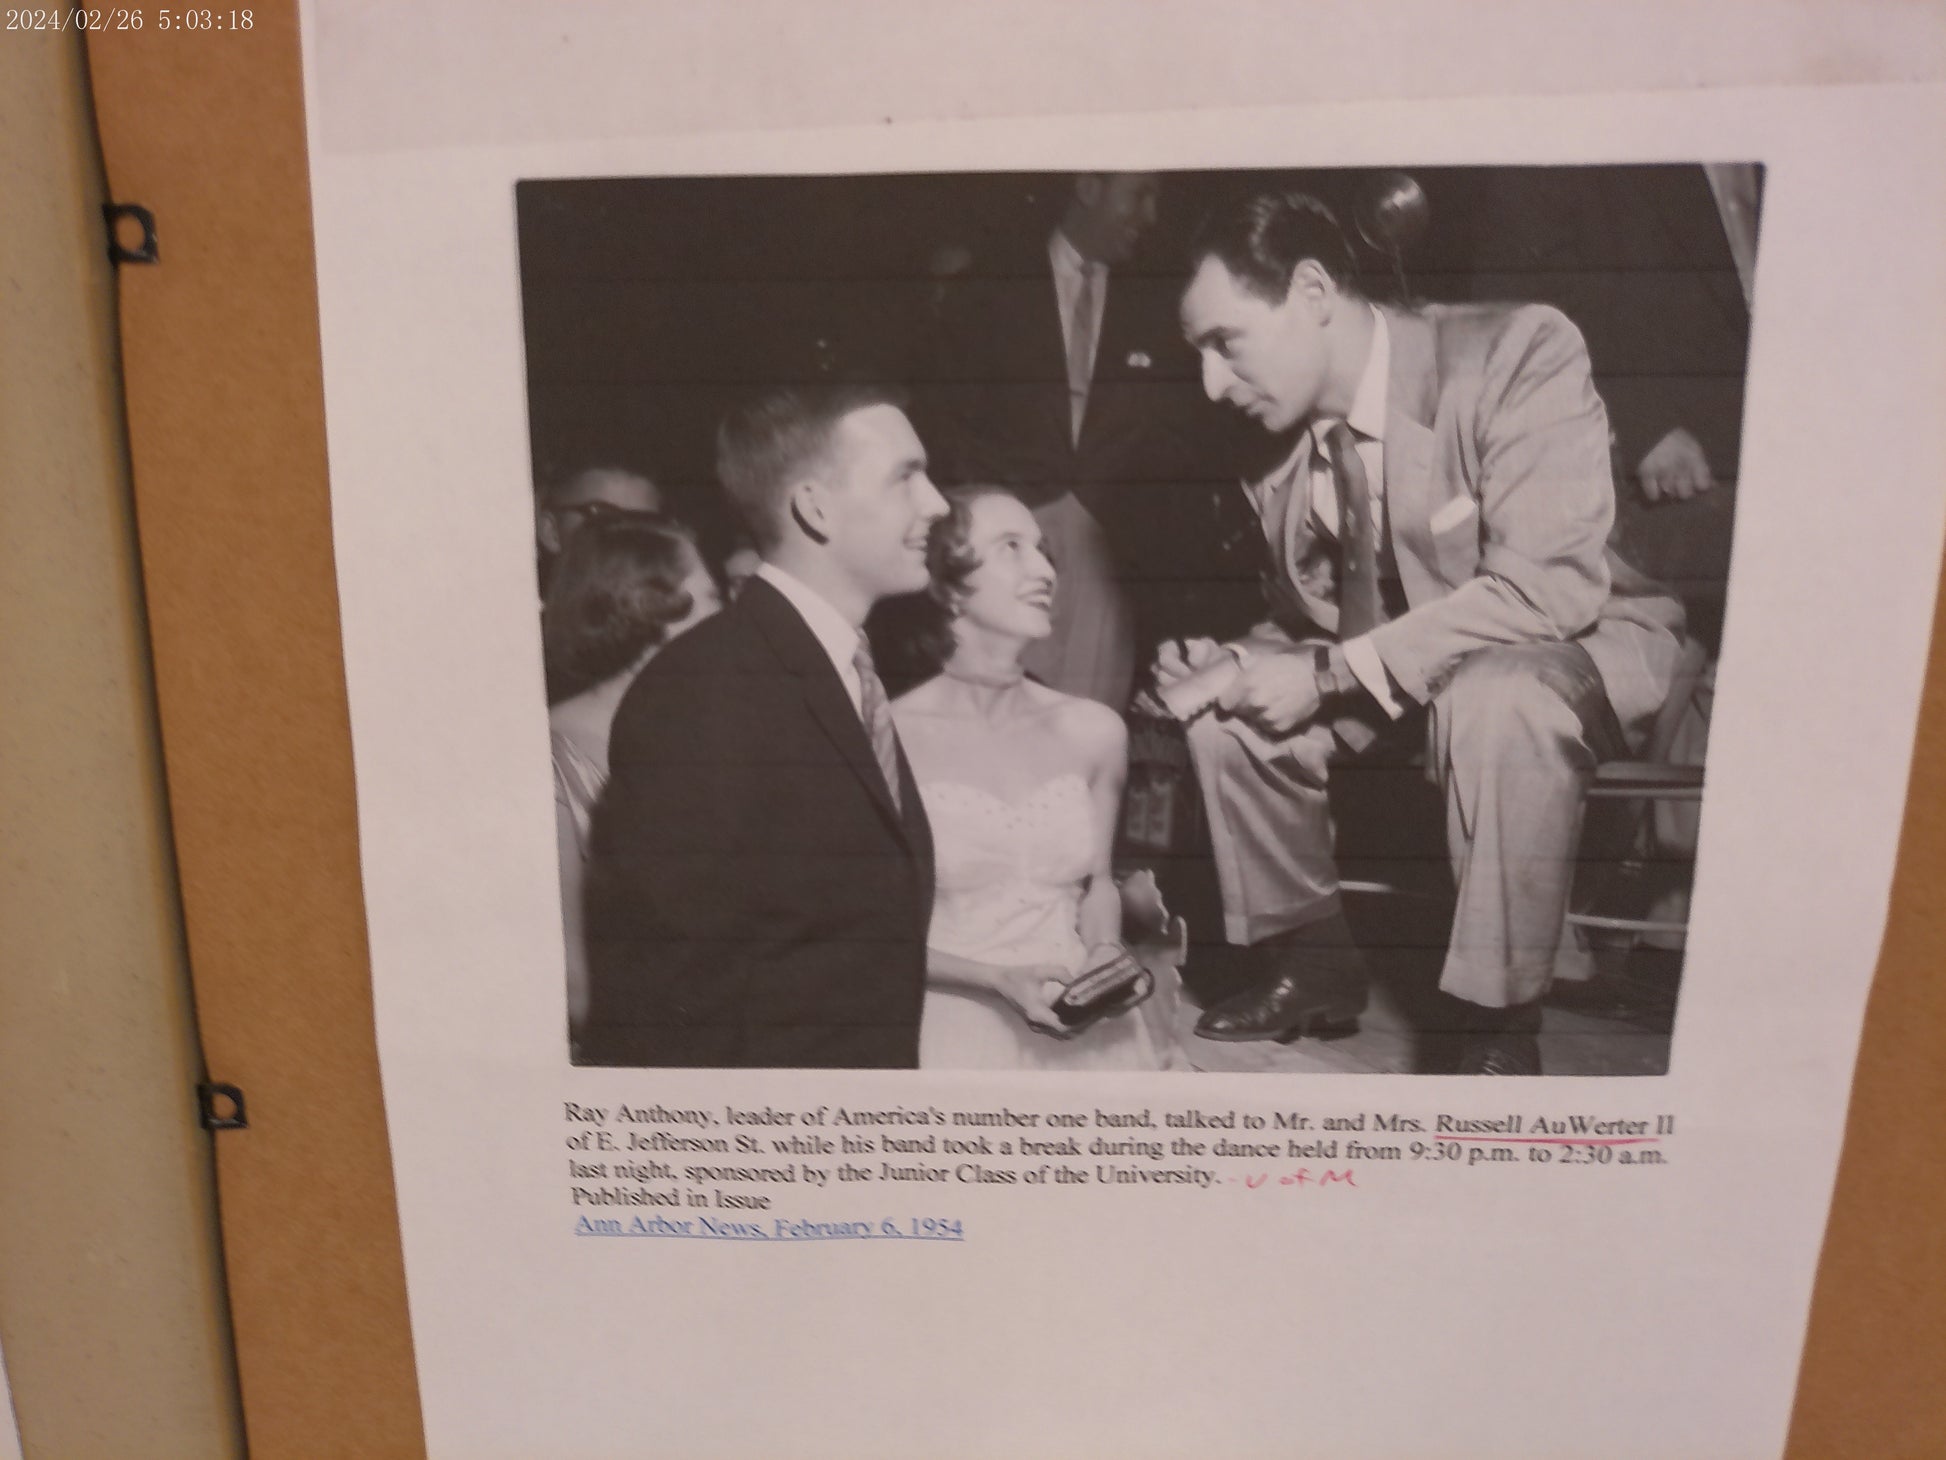 2024/02/26 5:03:18
Ray Anthony, leader of America's number one band, talked to Mr. and Mrs. Russell AuWerter II
of E. Jefferson St. while his band took a break during the dance held from 9:30 p.m. to 2:30 a.m.
last night, sponsored by the Junior Class of the University. - U of M
Published in Issue
Ann Arbor News, February 6, 1954